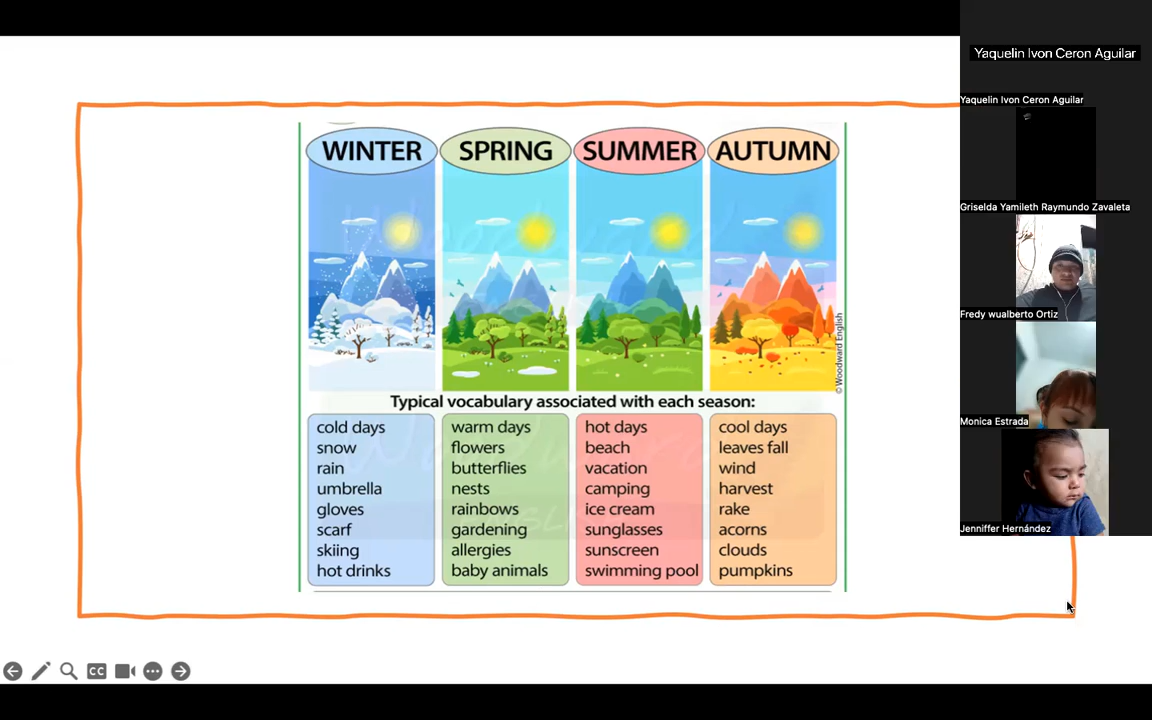 Yaquelin Ivon Ceron Aguilar
Yaquelin Ivon Ceron Aguilar
Griselda Yamileth Raymundo Zavaleta
Fredy wualberto Ortiz
Monica Estrada
Jenniffer Hernández
WINTER SPRING SUMMER AUTUMN
© Woodward English
Typical vocabulary associated with each season:
cold days
snow
rain
umbrella
gloves
scarf
skiing
hot drinks
warm days
flowers
butterflies
nests
rainbows
gardening
allergies
baby animals
hot days
beach
vacation
camping
ice cream
sunglasses
sunscreen
swimming pool
cool days
leaves fall
wind
harvest
rake
acorns
clouds
pumpkins
CC